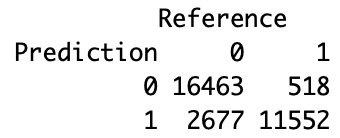 Reference
Prediction 0 1
0 16463 518
1 2677 11552